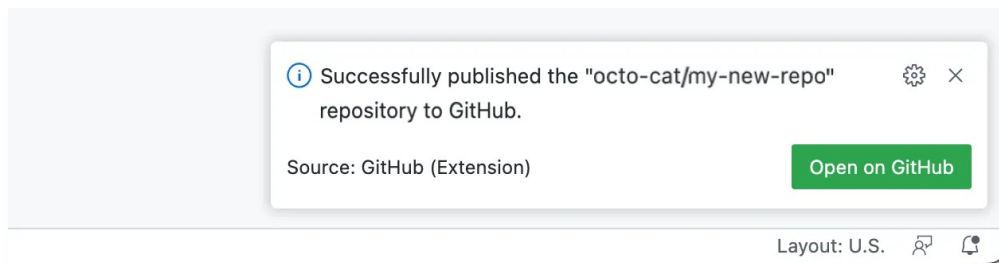 Successfully published the "octo-cat/my-new-repo"
repository to GitHub.
Source: GitHub (Extension)
Open on GitHub
Layout: U.S.